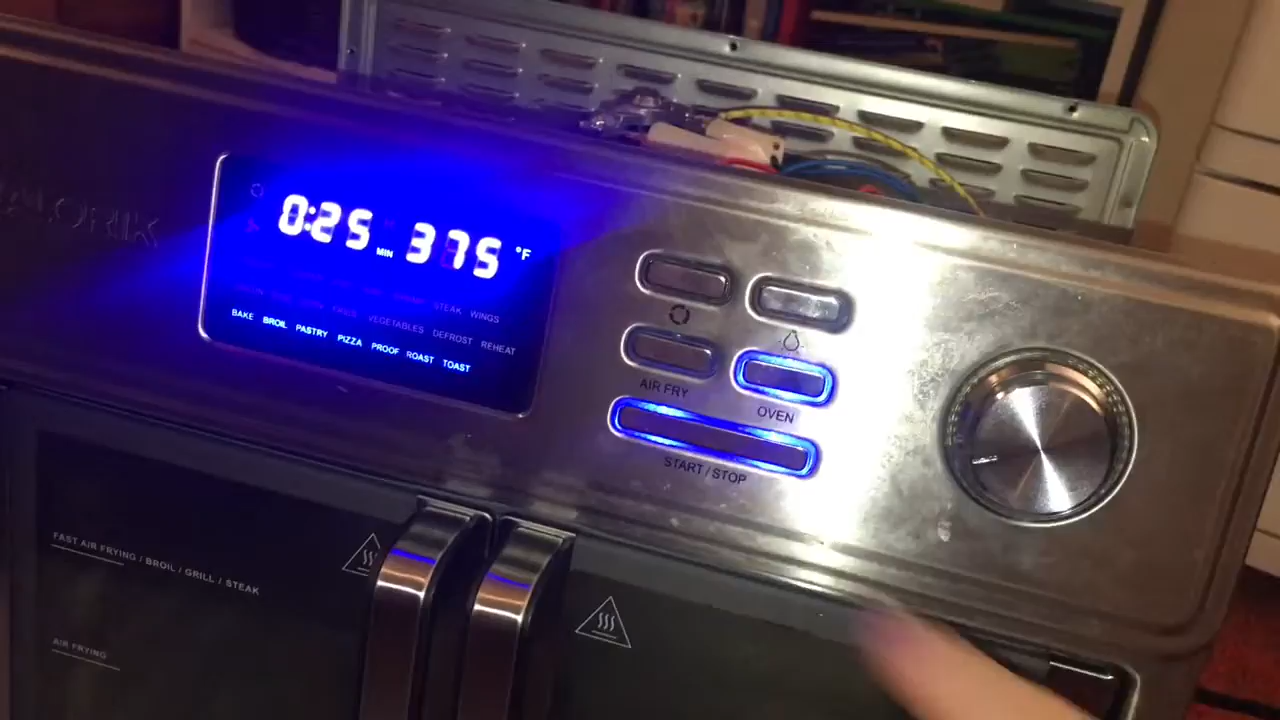 0:25 MIN 375 °F
STEAK WINGS
VEGETABLES DEFROST REHEAT
BAKE BROIL PASTRY PIZZA PROOF ROAST TOAST
AIR FRY
OVEN
START / STOP
FAST AIR FRYING / BROIL / GRILL / STEAK
AIR FRYING